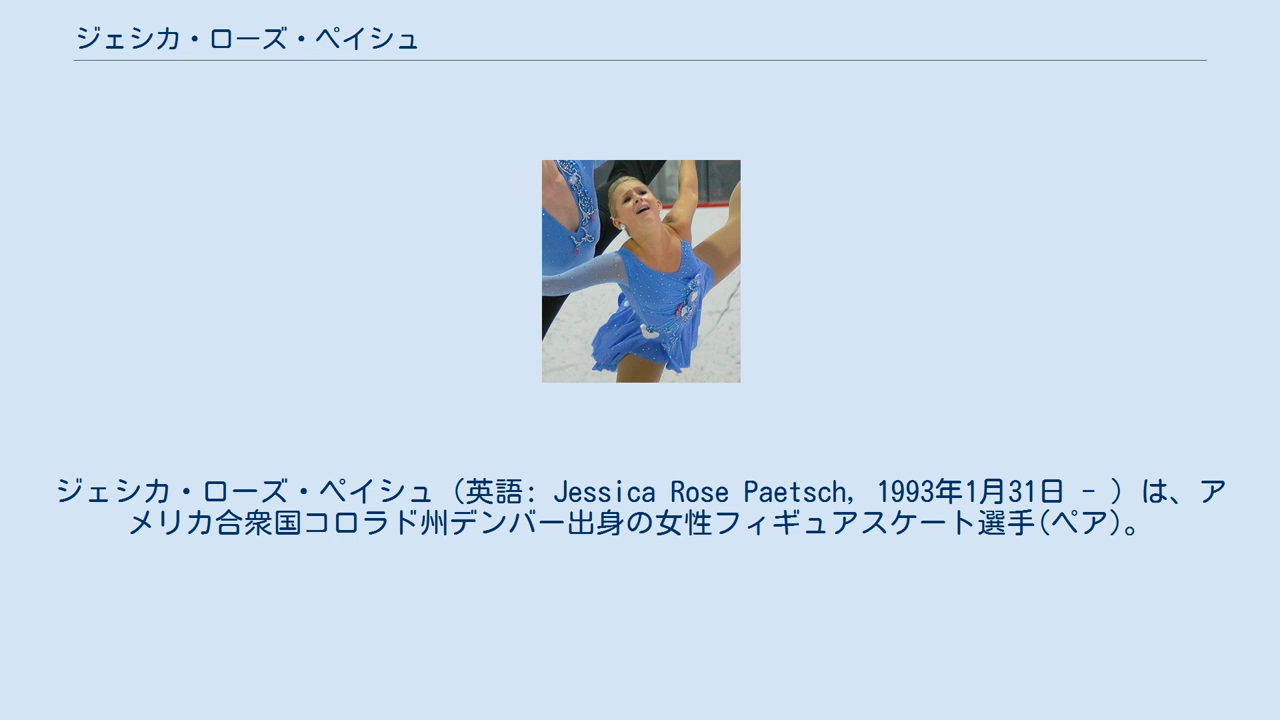 ジェシカ・ローズ・ペイシュ
ジェシカ・ローズ・ペイシュ（英語: Jessica Rose Paetsch, 1993年1月31日 - ）は、ア
メリカ合衆国コロラド州デンバー出身の女性フィギュアスケート選手(ペア)。